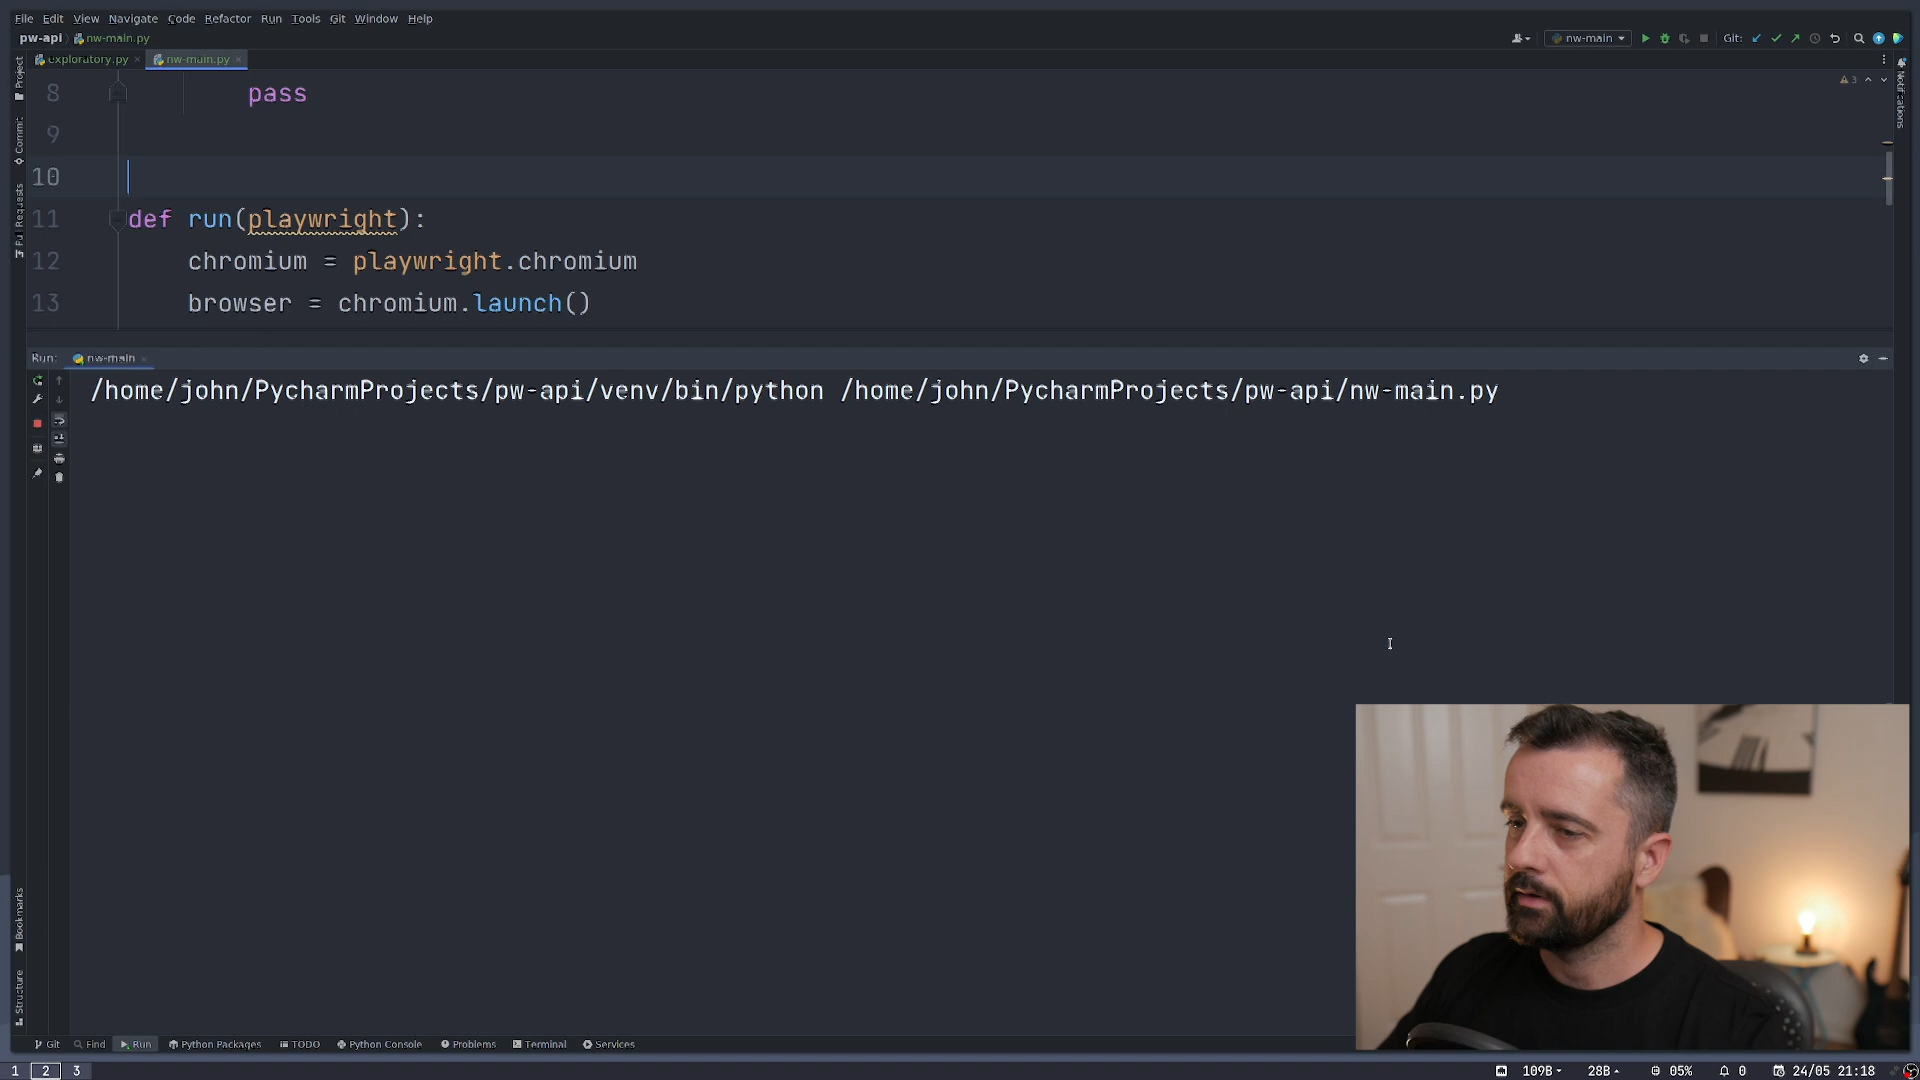 File Edit View Navigate Code Refactor Run Tools Git Window Help
pw-api nw-main.py
nw-main Git:
exploratory.py nw-main.py
3
Project
Commit
Pull Requests
Notifications
8 pass
9
10
11 def run(playwright):
12 chromium = playwright.chromium
13 browser = chromium.launch()
Run: nw-main
/home/john/PycharmProjects/pw-api/venv/bin/python /home/john/PycharmProjects/pw-api/nw-main.py
Bookmarks
Structure
Git Find Run Python Packages TODO Python Console Problems Terminal Services
1 2 3 109B 28B 05% 0 24/05 21:18